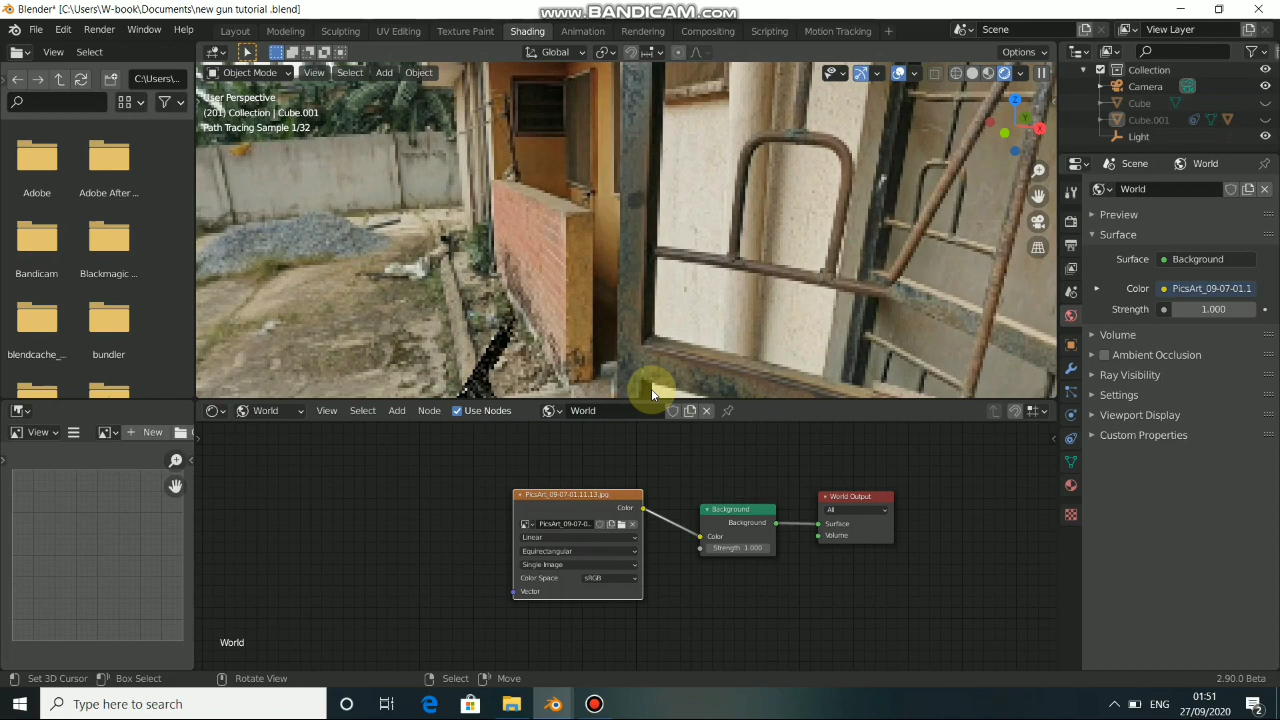 Blender* [C:\Users\W-book\Documents\new gun tutorial .blend]
www.BANDICAM.com
File Edit Render Window Help
Layout Modeling Sculpting UV Editing Texture Paint Shading Animation Rendering Compositing Scripting Motion Tracking
Scene
View Layer
View Select
Global
Options
C:\Users\...
Object Mode View Select Add Object
User Perspective
(201) Collection | Cube.001
Path Tracing Sample 1/32
X
Y
Z
Adobe
Adobe After ...
Bandicam
Blackmagic ...
blendcache_...
bundler
Collection
Camera
Cube
Cube.001
Light
Scene
World
World
Preview
Surface
Surface Background
Color PicsArt_09-07-01.1
Strength 1.000
Volume
Ambient Occlusion
Ray Visibility
Settings
Viewport Display
Custom Properties
View New
World View Select Add Node Use Nodes World
PicsArt_09-07-01.11.13.jpg
Color
PicsArt_09-07-0...
Linear
Equirectangular
Single Image
Color Space sRGB
Vector
Background
Background
Color
Strength 1.000
World Output
All
Surface
Volume
World
Set 3D Cursor Box Select Rotate View Select Move 2.90.0 Beta
Type here to search
ENG
01:51
27/09/2020
2